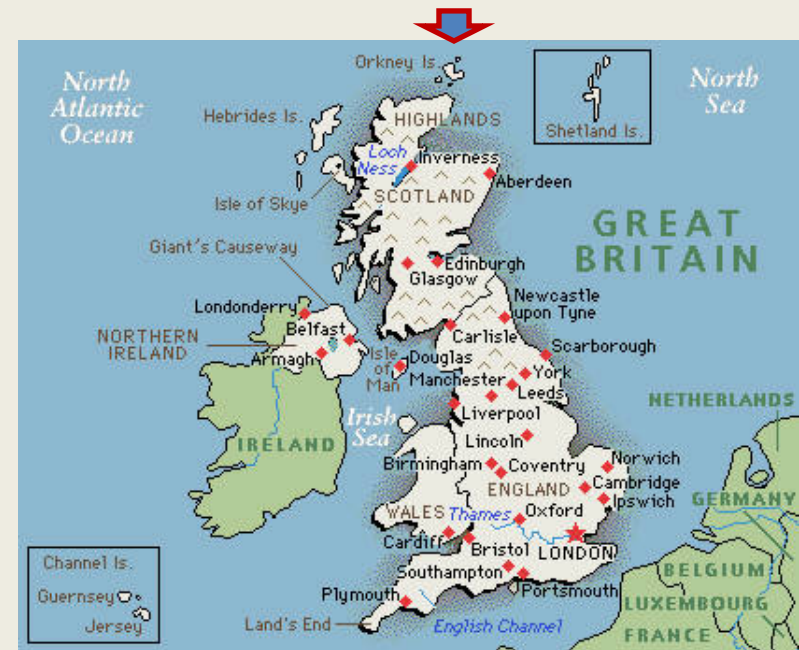 Orkney Is.
North
Atlantic
Ocean
North
Sea
Hebrides Is.
HIGHLANDS
Shetland Is.
Loch
Ness
Inverness
Aberdeen
SCOTLAND
Isle of Skye
GREAT
BRITAIN
Giant's Causeway
Edinburgh
Glasgow
Londonderry
Newcastle
upon Tyne
Belfast
Carlisle
NORTHERN
IRELAND
Armagh
Isle
of
Man
Douglas
Scarborough
York
Manchester
Leeds
NETHERLANDS
Irish
Sea
Liverpool
IRELAND
Lincoln
Birmingham
Coventry
Norwich
Cambridge
ENGLAND
Ipswich
GERMANY
WALES
Thames
Oxford
Cardiff
Bristol
LONDON
Channel Is.
Southampton
BELGIUM
Guernsey
Plymouth
Portsmouth
LUXEMBOURG
Jersey
Land's End
English Channel
FRANCE